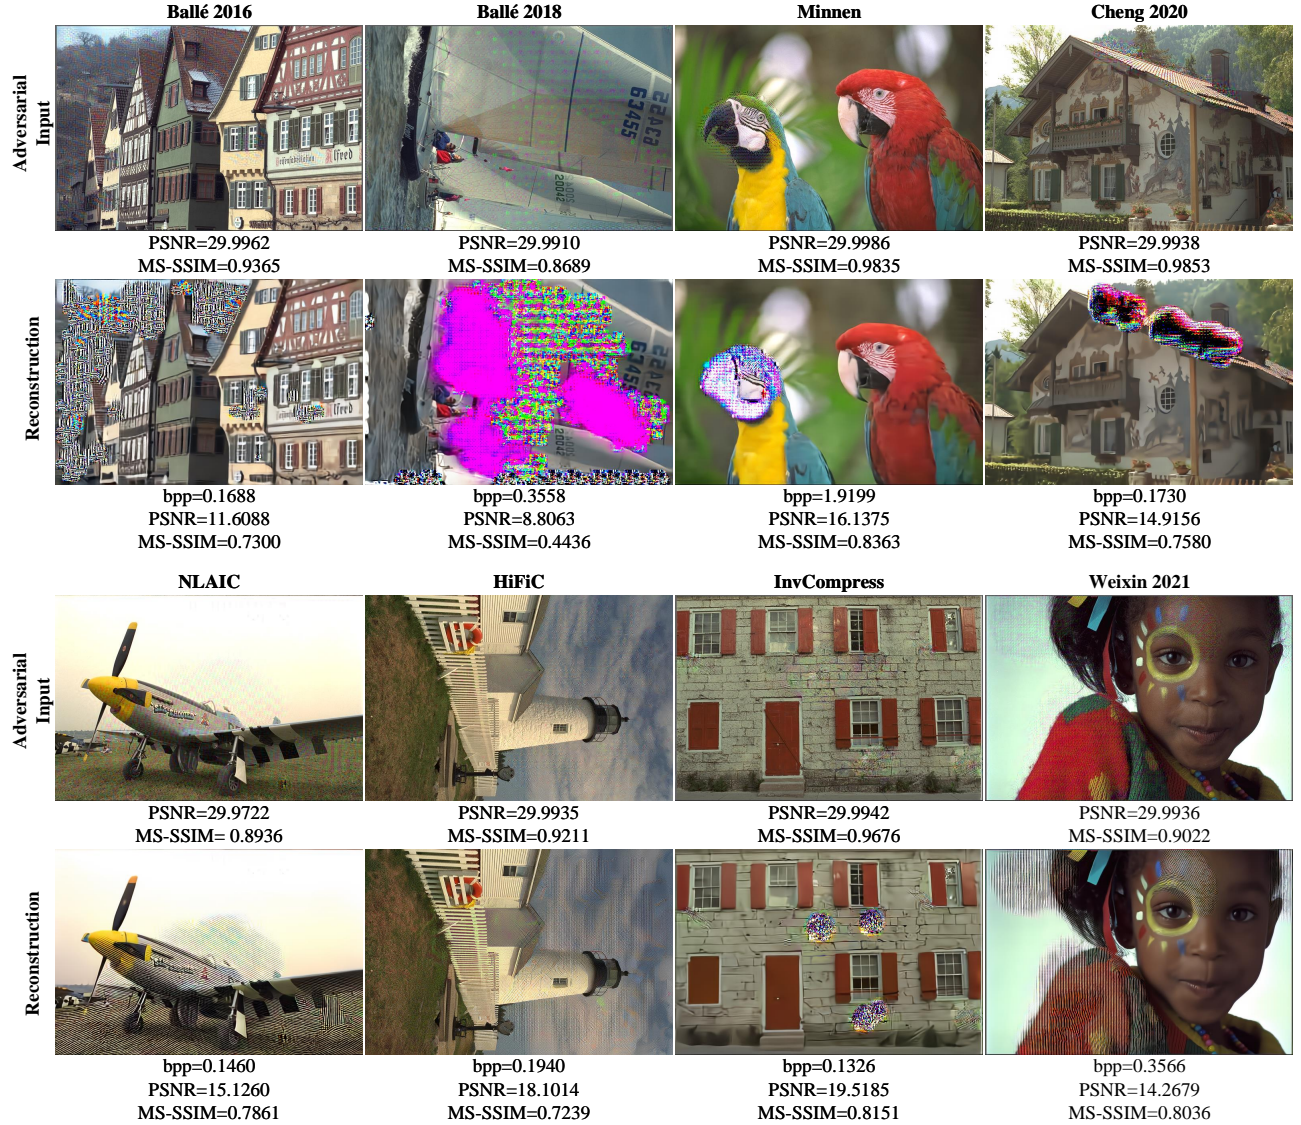 Ballé 2016
Ballé 2018
Minnen
Cheng 2020
Adversarial
Input
PSNR=29.9962
MS-SSIM=0.9365
PSNR=29.9910
MS-SSIM=0.8689
PSNR=29.9986
MS-SSIM=0.9835
PSNR=29.9938
MS-SSIM=0.9853
Reconstruction
bpp=0.1688
PSNR=11.6088
MS-SSIM=0.7300
bpp=0.3558
PSNR=8.8063
MS-SSIM=0.4436
bpp=1.9199
PSNR=16.1375
MS-SSIM=0.8363
bpp=0.1730
PSNR=14.9156
MS-SSIM=0.7580
NLAIC
HiFiC
InvCompress
Weixin 2021
Adversarial
Input
PSNR=29.9722
MS-SSIM= 0.8936
PSNR=29.9935
MS-SSIM=0.9211
PSNR=29.9942
MS-SSIM=0.9676
PSNR=29.9936
MS-SSIM=0.9022
Reconstruction
bpp=0.1460
PSNR=15.1260
MS-SSIM=0.7861
bpp=0.1940
PSNR=18.1014
MS-SSIM=0.7239
bpp=0.1326
PSNR=19.5185
MS-SSIM=0.8151
bpp=0.3566
PSNR=14.2679
MS-SSIM=0.8036